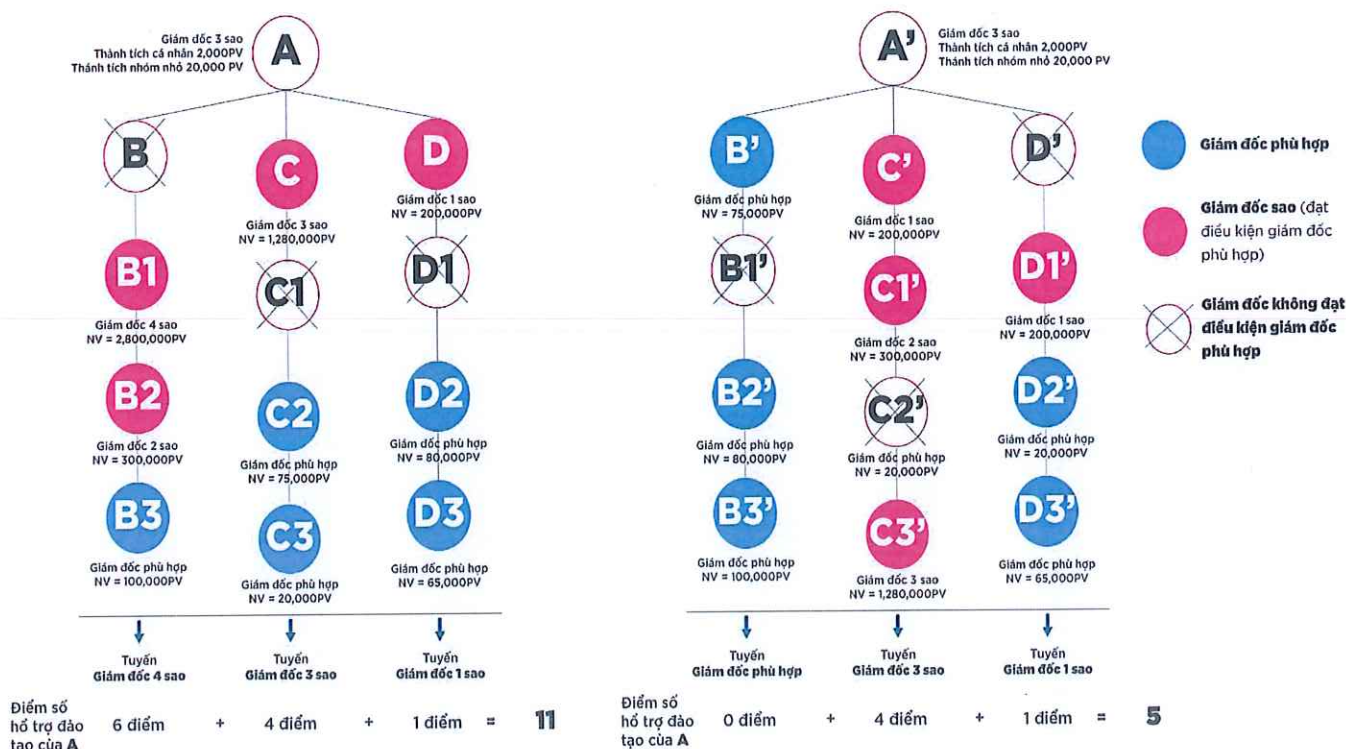 Giám đốc 3 sao
Thành tích cá nhân 2,000PV
Thánh tích nhóm nhỏ 20,000 PV
A
B
C
Giám đốc 3 sao
NV = 1,280,000PV
D
Giám đốc 1 sao
NV = 200,000PV
B1
Giám đốc 4 sao
NV = 2,800,000PV
C1
D1
B2
Giám đốc 2 sao
NV = 300,000PV
C2
Giám đốc phù hợp
NV = 75,000PV
D2
Giám đốc phù hợp
NV = 80,000PV
B3
Giám đốc phù hợp
NV = 100,000PV
C3
Giám đốc phù hợp
NV = 20,000PV
D3
Giám đốc phù hợp
NV = 65,000PV
Tuyến
Giám đốc 4 sao
Tuyến
Giám đốc 3 sao
Tuyến
Giám đốc 1 sao
Điểm số
hổ trợ đào
tạo của A
6 điểm + 4 điểm + 1 điểm = 11
A'
Giám đốc 3 sao
Thành tích cá nhân 2,000PV
Thánh tích nhóm nhỏ 20,000 PV
B'
Giám đốc phù hợp
NV = 75,000PV
C'
Giám đốc 1 sao
NV = 200,000PV
D'
B1'
C1'
Giám đốc 2 sao
NV = 300,000PV
D1'
Giám đốc 1 sao
NV = 200,000PV
B2'
Giám đốc phù hợp
NV = 80,000PV
C2'
Giám đốc phù hợp
NV = 20,000PV
D2'
Giám đốc phù hợp
NV = 20,000PV
B3'
Giám đốc phù hợp
NV = 100,000PV
C3'
Giám đốc 3 sao
NV = 1,280,000PV
D3'
Giám đốc phù hợp
NV = 65,000PV
Tuyến
Giám đốc phù hợp
Tuyến
Giám đốc 3 sao
Tuyến
Giám đốc 1 sao
Điểm số
hổ trợ đào
tạo của A
0 điểm + 4 điểm + 1 điểm = 5
Giám đốc phù hợp
Giám đốc sao (đạt
điều kiện giám đốc
phù hợp)
Giám đốc không đạt
điều kiện giám đốc
phù hợp